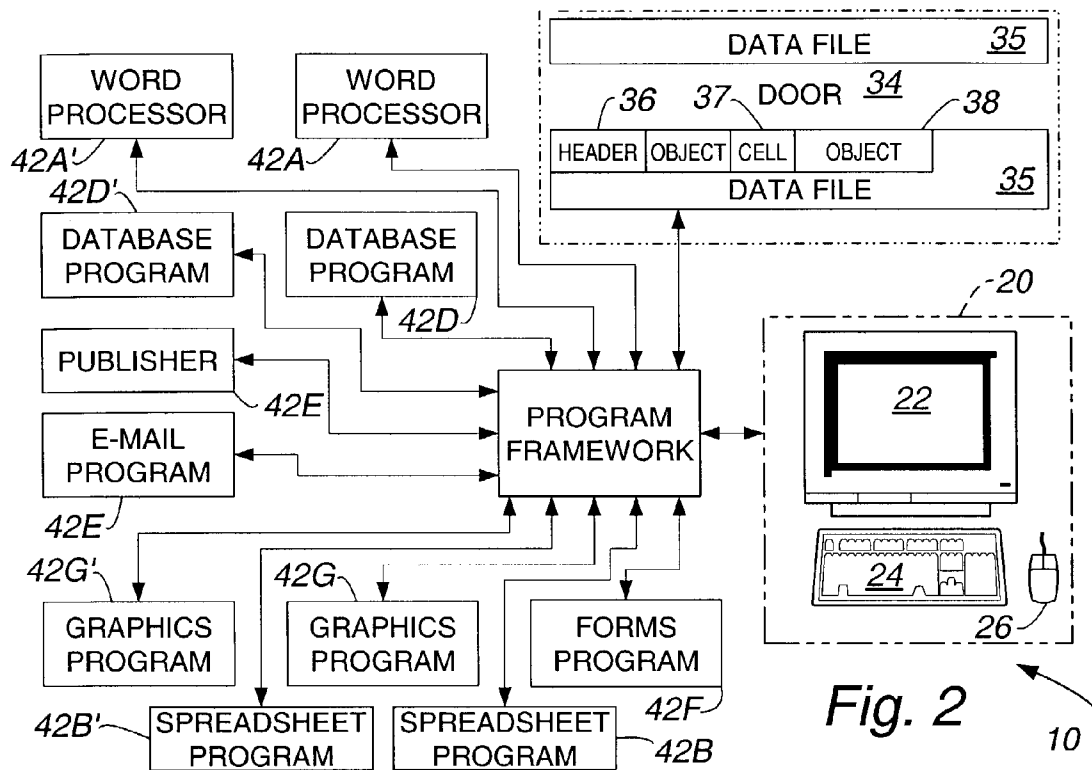 DATA FILE 35
DOOR 34
36 37 38
HEADER OBJECT CELL OBJECT
DATA FILE 35
WORD
PROCESSOR
42A'
WORD
PROCESSOR
42A
42D'
DATABASE
PROGRAM
DATABASE
PROGRAM
42D
PUBLISHER
42E
E-MAIL
PROGRAM
42E
PROGRAM
FRAMEWORK
20
22
24
26
42G'
GRAPHICS
PROGRAM
42G
GRAPHICS
PROGRAM
FORMS
PROGRAM
42F
42B'
SPREADSHEET
PROGRAM
SPREADSHEET
PROGRAM
42B
Fig. 2
10